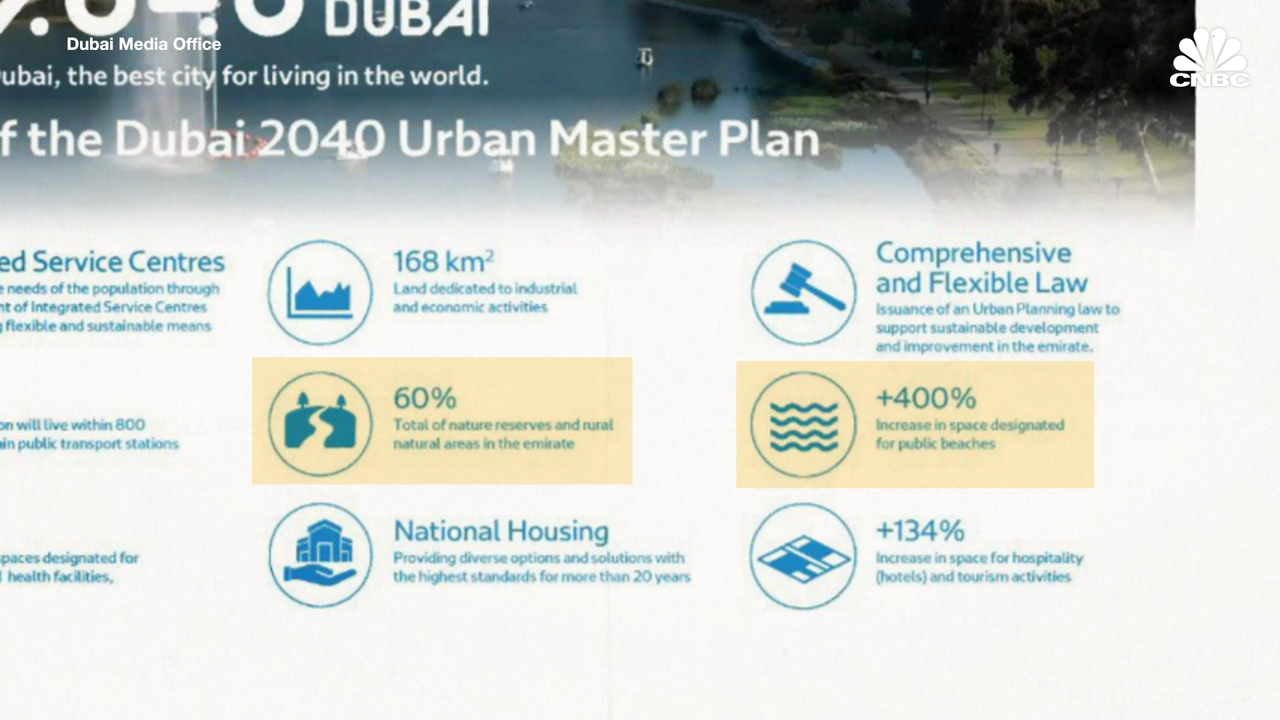 DUBAI
Dubai Media Office
CNBC
Dubai, the best city for living in the world.
of the Dubai 2040 Urban Master Plan
Service Centres
needs of the population through
of Integrated Service Centres
flexible and sustainable means
168 km²
Land dedicated to industrial
and economic activities
Comprehensive
and Flexible Law
Issuance of an Urban Planning law to
support sustainable development
and improvement in the emirate.
will live within 800
public transport stations
60%
Total of nature reserves and rural
natural areas in the emirate
+400%
Increase in space designated
for public beaches
designated for
health facilities,
National Housing
Providing diverse options and solutions with
the highest standards for more than 20 years
+134%
Increase in space for hospitality
(hotels) and tourism activities